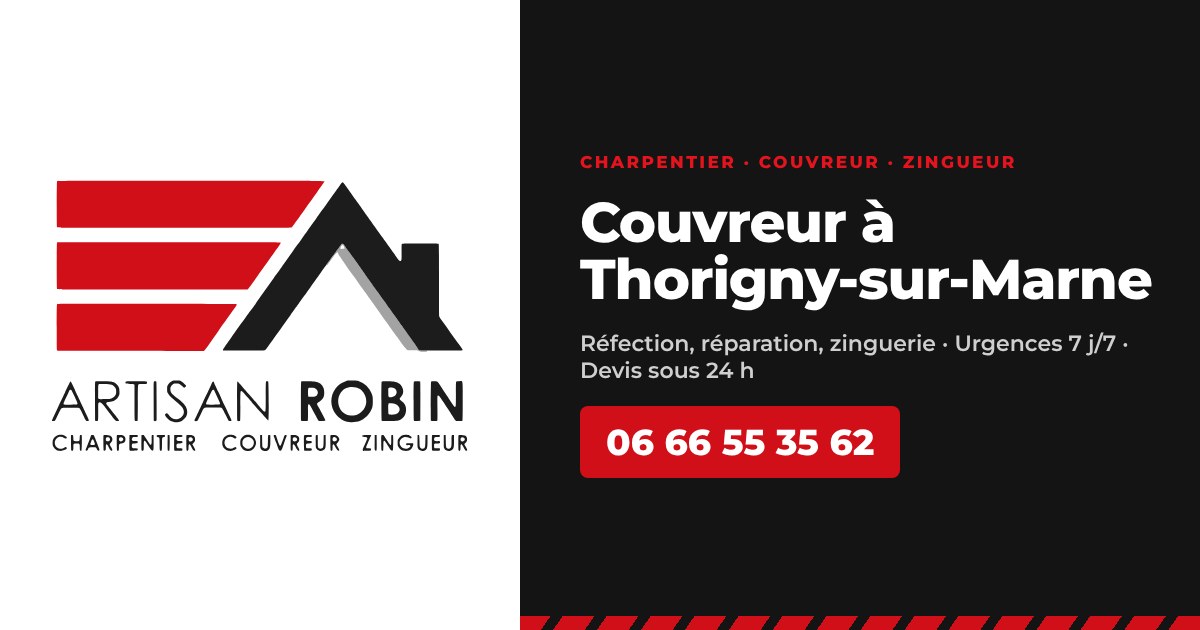 ARTISAN ROBIN
CHARPENTIER COUVREUR ZINGUEUR
CHARPENTIER · COUVREUR · ZINGUEUR
Couvreur à
Thorigny-sur-Marne
Réfection, réparation, zinguerie · Urgences 7 j/7 ·
Devis sous 24 h
06 66 55 35 62